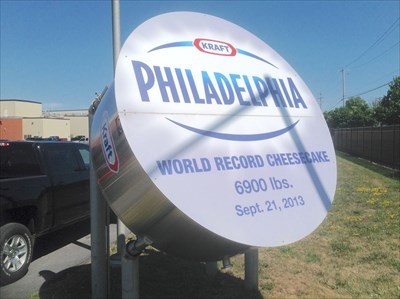 KRAFT
PHILADELPHIA
WORLD RECORD CHEESECAKE
6900 lbs.
Sept. 21, 2013
KRAFT